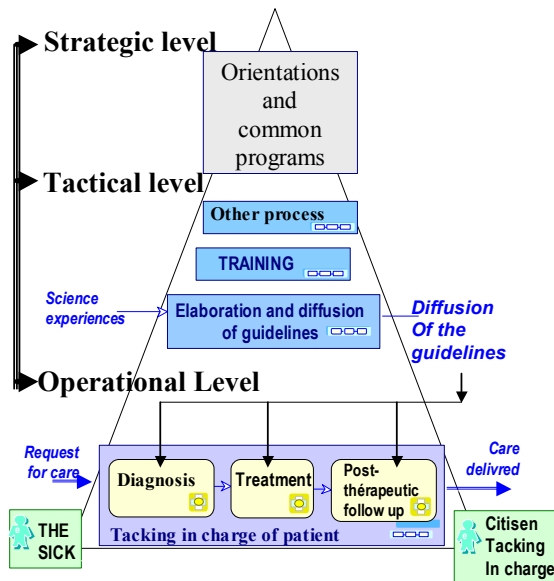 Strategic level
Orientations
and
common
programs
Tactical level
Other process
TRAINING
Science
experiences
Elaboration and diffusion
of guidelines
Diffusion
Of the
guidelines
Operational Level
Request
for care
Diagnosis
Treatment
Post-
thérapeutic
follow up
Care
delivred
Tacking in charge of patient
THE
SICK
Citisen
Tacking
In charge